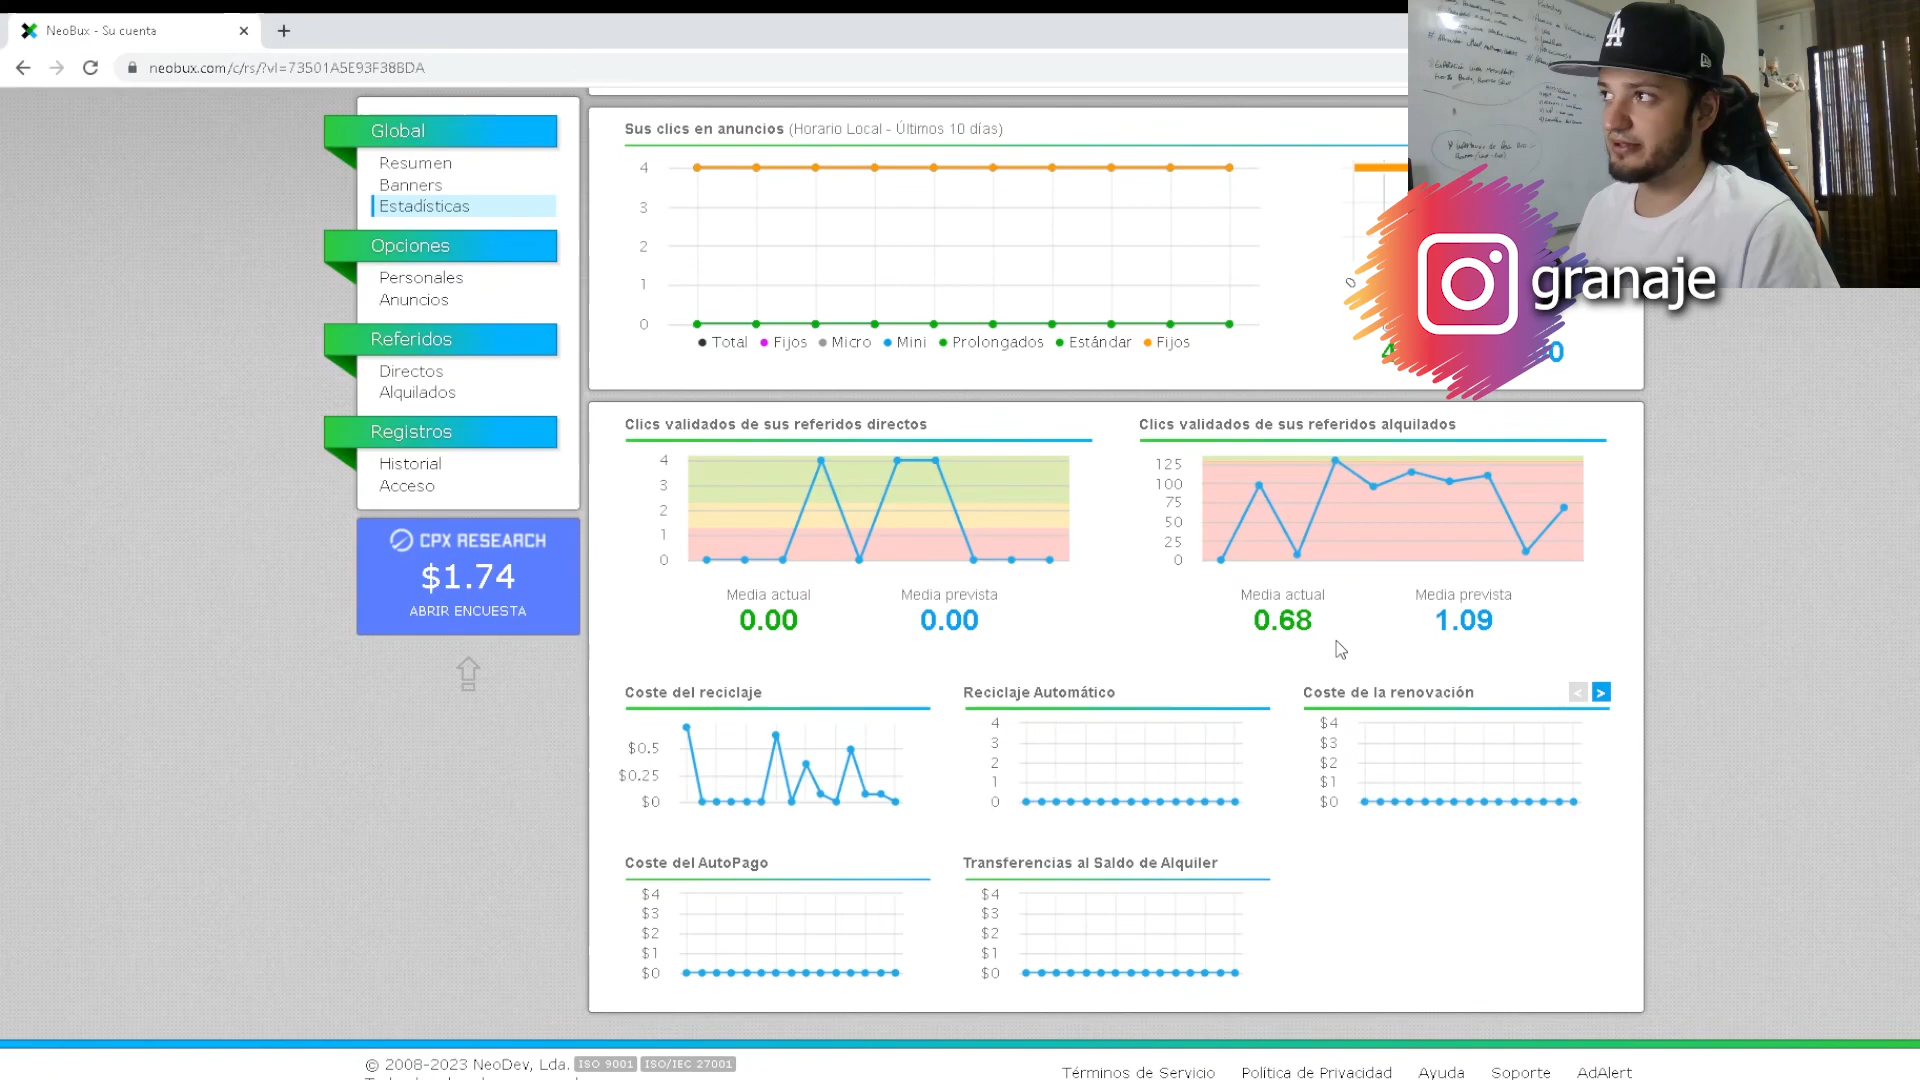 NeoBux - Su cuenta
neobux.com/c/rs/?vl=73501A5E93F38BDA
Global
Resumen
Banners
Estadísticas
Opciones
Personales
Anuncios
Referidos
Directos
Alquilados
Registros
Historial
Acceso
CPX RESEARCH
$1.74
ABRIR ENCUESTA
Sus clics en anuncios (Horario Local - Últimos 10 días)
4
3
2
1
0
Total Fijos Micro Mini Prolongados Estándar Fijos
0
4
0
LA
granaje
Clics validados de sus referidos directos
4
3
2
1
0
Media actual Media prevista
0.00 0.00
Clics validados de sus referidos alquilados
125
100
75
50
25
0
Media actual Media prevista
0.68 1.09
Coste del reciclaje
$0.5
$0.25
$0
Reciclaje Automático
4
3
2
1
0
Coste de la renovación < >
$4
$3
$2
$1
$0
Coste del AutoPago
$4
$3
$2
$1
$0
Transferencias al Saldo de Alquiler
$4
$3
$2
$1
$0
© 2008-2023 NeoDev, Lda. ISO 9001 ISO/IEC 27001
Términos de Servicio Política de Privacidad Ayuda Soporte AdAlert